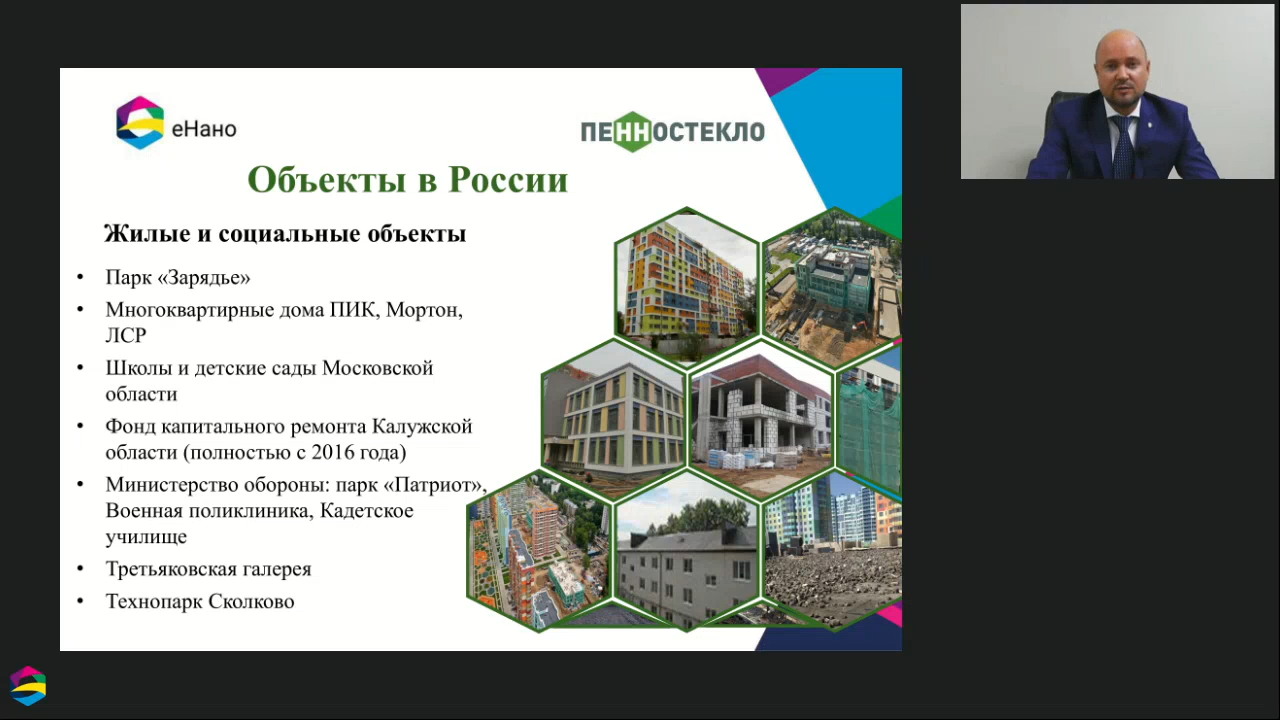 еНано
ПЕННОСТЕКЛО
Объекты в России
Жилые и социальные объекты
• Парк «Зарядье»
• Многоквартирные дома ПИК, Мортон,
ЛСР
• Школы и детские сады Московской
области
• Фонд капитального ремонта Калужской
области (полностью с 2016 года)
• Министерство обороны: парк «Патриот»,
Военная поликлиника, Кадетское
училище
• Третьяковская галерея
• Технопарк Сколково